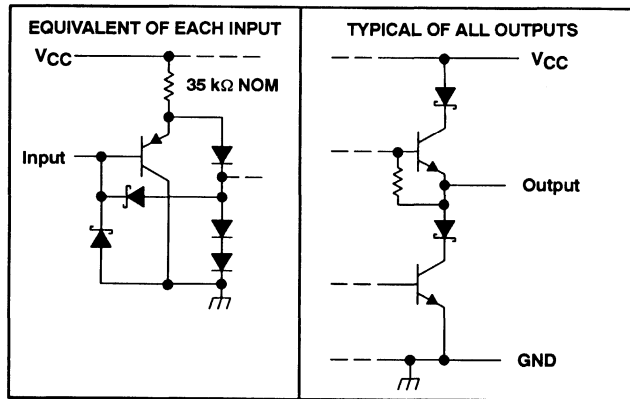 EQUIVALENT OF EACH INPUT
VCC
35 kΩ NOM
Input
TYPICAL OF ALL OUTPUTS
VCC
Output
GND